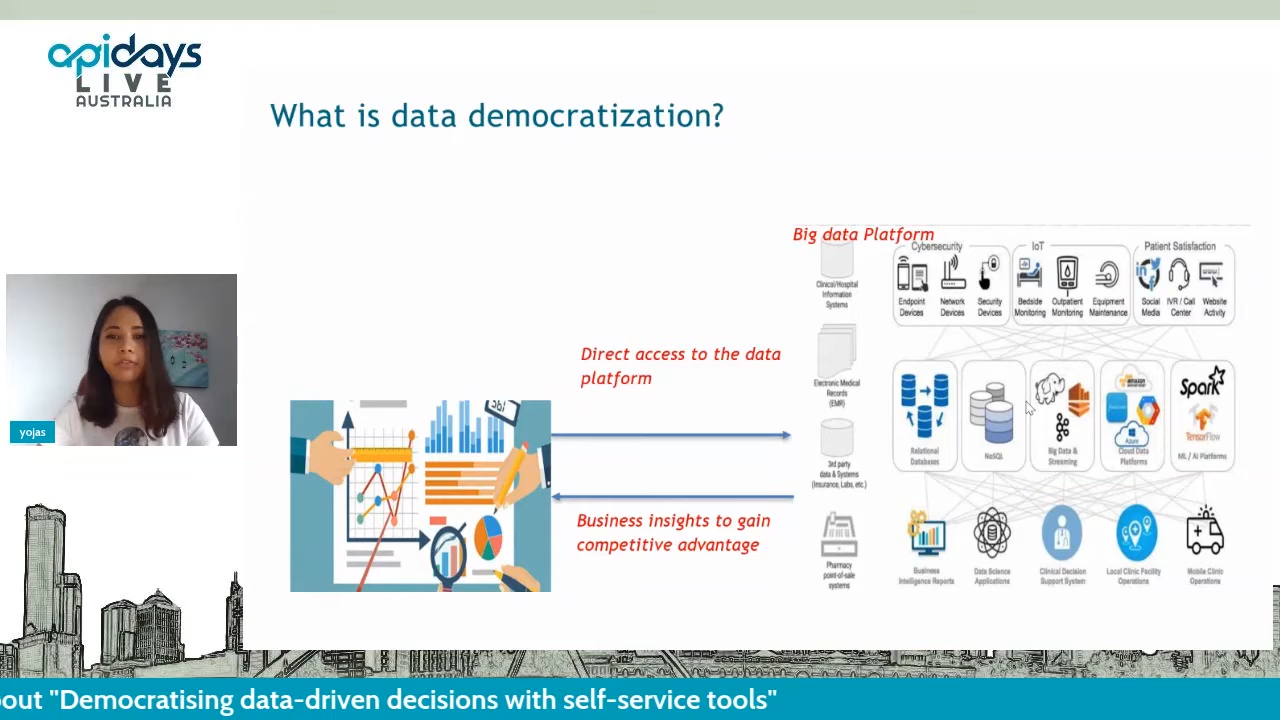 apidays
LIVE
AUSTRALIA
What is data democratization?
yojas
Direct access to the data
platform
Business insights to gain
competitive advantage
Big data Platform
Clinical/Hospital
Information
Systems
Electronic Medical
Records
(EMR)
3rd party
data & Systems
(Insurance, Labs, etc.)
Pharmacy
point-of-sale
systems
Cybersecurity
Endpoint
Devices
Network
Devices
Security
Devices
IoT
Bedside
Monitoring
Outpatient
Monitoring
Equipment
Maintenance
Patient Satisfaction
Social
Media
IVR / Call
Center
Website
Activity
Relational
Databases
NoSQL
Big Data &
Streaming
amazon
Azure
Cloud Data
Platforms
Spark
TensorFlow
ML / AI Platforms
Business
Intelligence Reports
Data Science
Applications
Clinical Decision
Support System
Local Clinic Facility
Operations
Mobile Clinic
Operations
out "Democratising data-driven decisions with self-service tools"